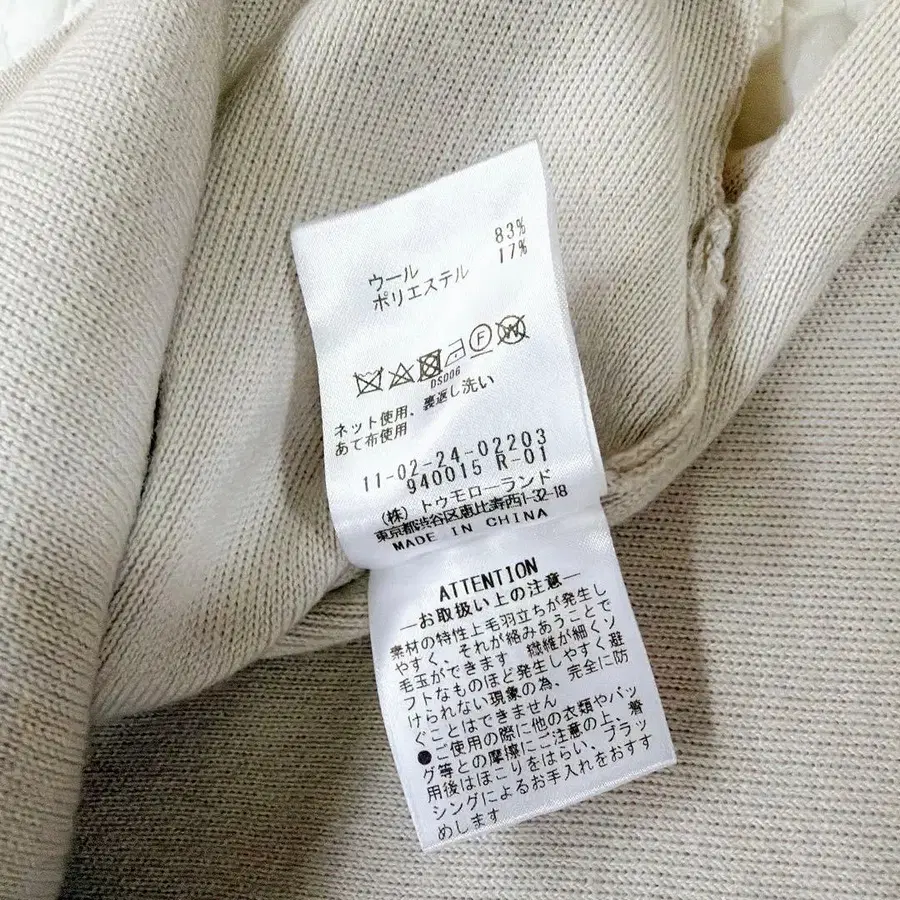 ウール 83%
ポリエステル 17%
F W
DS006
ネット使用、裏返し洗い
あて布使用
11-02-24-02203
940015 R-01
(株)トゥモローランド
東京都渋谷区恵比寿西1-32-18
MADE IN CHINA
ATTENTION
―お取扱い上の注意―
素材の特性上毛羽立ちが発生し
やすく、それが絡みあうことで
毛玉ができます 繊維が細くソ
フトなものほど発生しやすく避
けられない現象の為、完全に防
ぐことはできません
●ご使用の際に他の衣類やバッ
グ等との摩擦にご注意の上、着
用後はほこりをはらい、ブラッ
シングによるお手入れをおすす
めします